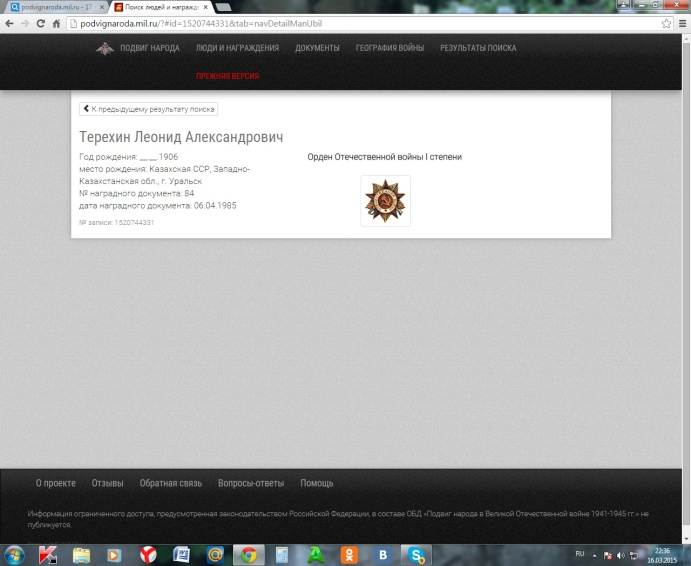 podvignaroda.mil.ru - 17
Поиск людей и награжд
podvignaroda.mil.ru/?#id=1520744331&tab=navDetailManUbil
ПОДВИГ НАРОДА ЛЮДИ И НАГРАЖДЕНИЯ ДОКУМЕНТЫ ГЕОГРАФИЯ ВОЙНЫ РЕЗУЛЬТАТЫ ПОИСКА
ПРЕЖНЯЯ ВЕРСИЯ
К предыдущему результату поиска
Терехин Леонид Александрович
Год рождения: __.__.1906
место рождения: Казахская ССР, Западно-
Казахстанская обл., г. Уральск
№ наградного документа: 84
дата наградного документа: 06.04.1985
№ записи: 1520744331
Орден Отечественной войны I степени
О проекте Отзывы Обратная связь Вопросы-ответы Помощь
Информация ограниченного доступа, предусмотренная законодательством Российской Федерации, в составе ОБД «Подвиг народа в Великой Отечественной войне 1941-1945 гг.» не
публикуется.
RU
22:36
16.03.2015